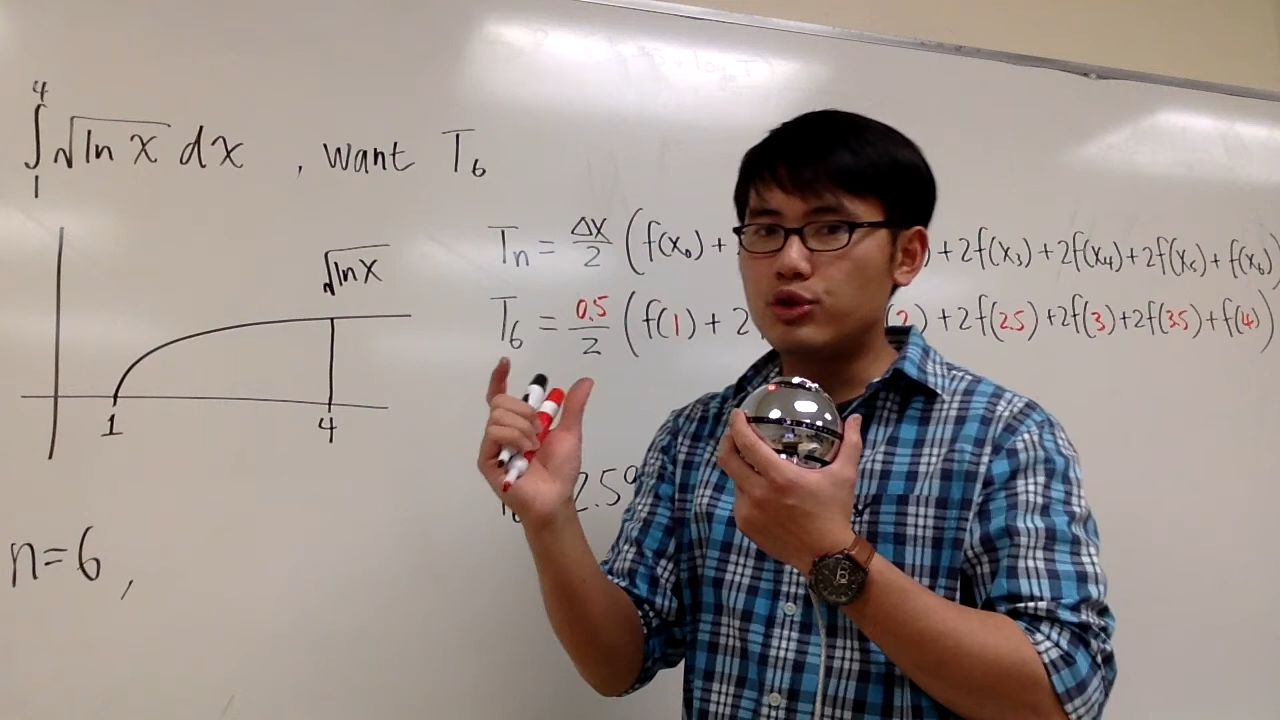 ∫₁⁴ √(ln x) dx , want T₆
Tₙ = Δx/2 (f(x₀) + ) + 2f(x₃) + 2f(x₄) + 2f(x₅) + f(x₆)
√ln x
T₆ = 0.5/2 (f(1) + 2 (2) + 2f(2.5) + 2f(3) + 2f(3.5) + f(4))
1 4
2.59
n=6 ,